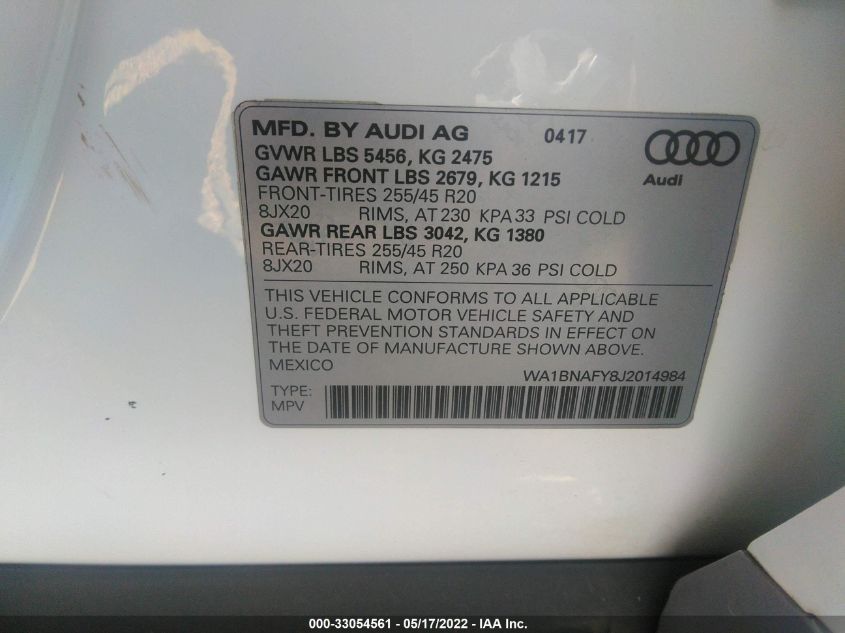 MFD. BY AUDI AG 0417
GVWR LBS 5456, KG 2475
GAWR FRONT LBS 2679, KG 1215
FRONT-TIRES 255/45 R20
8JX20 RIMS, AT 230 KPA 33 PSI COLD
GAWR REAR LBS 3042, KG 1380
REAR-TIRES 255/45 R20
8JX20 RIMS, AT 250 KPA 36 PSI COLD
Audi
THIS VEHICLE CONFORMS TO ALL APPLICABLE
U.S. FEDERAL MOTOR VEHICLE SAFETY AND
THEFT PREVENTION STANDARDS IN EFFECT ON
THE DATE OF MANUFACTURE SHOWN ABOVE.
MEXICO
WA1BNAFY8J2014984
TYPE:
MPV
000-33054561 - 05/17/2022 - IAA Inc.